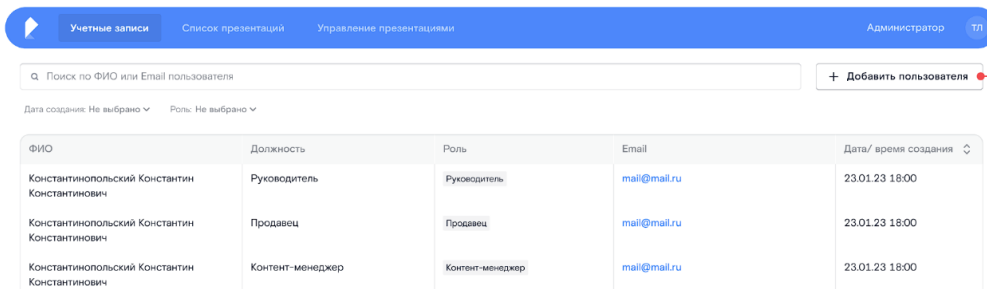 Учетные записи Список презентаций Управление презентациями Администратор ТЛ
Поиск по ФИО или Email пользователя + Добавить пользователя
Дата создания: Не выбрано Роль: Не выбрано
ФИО Должность Роль Email Дата/ время создания
Константинопольский Константин Руководитель Руководитель mail@mail.ru 23.01.23 18:00
Константинович
Константинопольский Константин Продавец Продавец mail@mail.ru 23.01.23 18:00
Константинович
Константинопольский Константин Контент-менеджер Контент-менеджер mail@mail.ru 23.01.23 18:00
Константинович